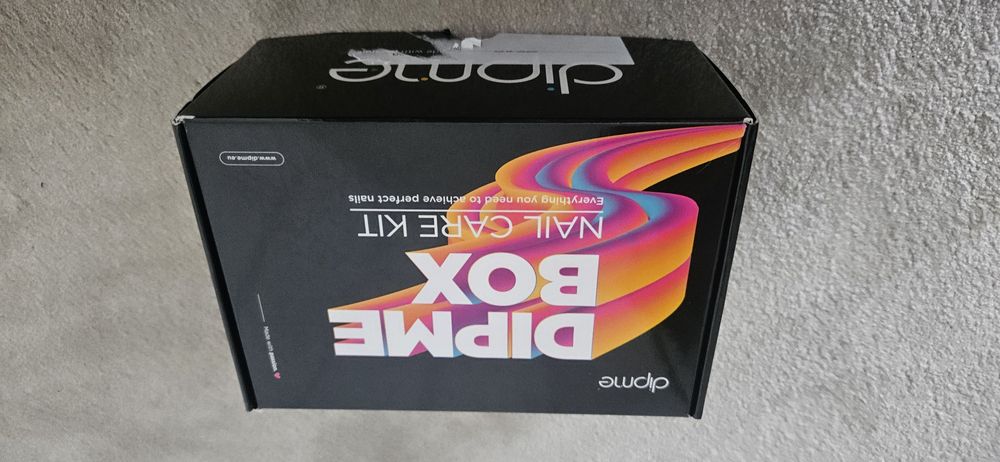 dipme
DIPME
BOX
NAIL CARE KIT
Everything you need to achieve perfect nails
www.dipme.eu
Made with passion
dipme
®